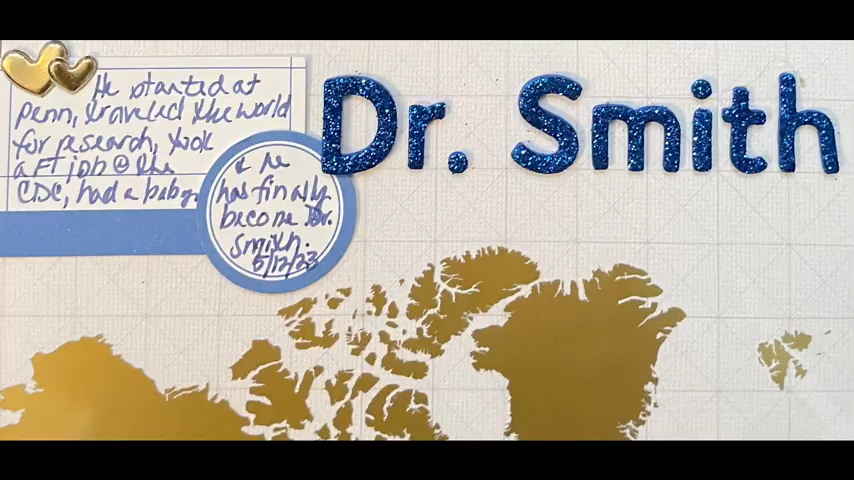 He started at
penn, traveled the world
for research, took
a FT job @ the
CDC, had a baby,
& he
has finally
become Dr.
Smith.
5/12/23
Dr. Smith